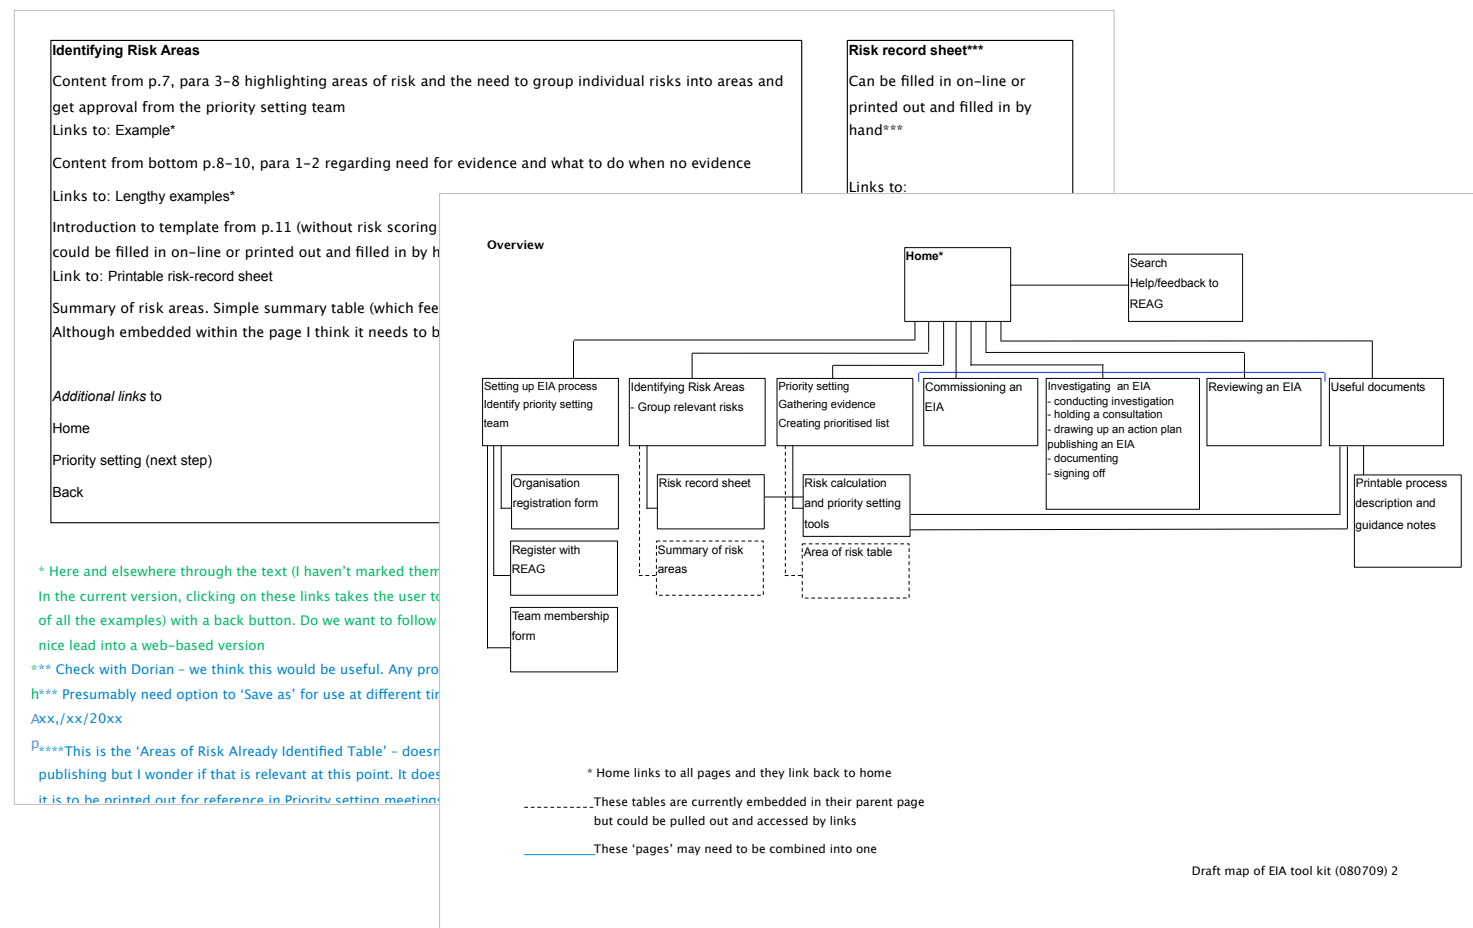 Identifying Risk Areas
Content from p.7, para 3–8 highlighting areas of risk and the need to group individual risks into areas and
get approval from the priority setting team
Links to: Example*
Content from bottom p.8–10, para 1–2 regarding need for evidence and what to do when no evidence
Links to: Lengthy examples*
Introduction to template from p.11 (without risk scoring
could be filled in on–line or printed out and filled in by h
Link to: Printable risk-record sheet
Summary of risk areas. Simple summary table (which fee
Although embedded within the page I think it needs to b
Additional links to
Home
Priority setting (next step)
Back
Risk record sheet***
Can be filled in on–line or
printed out and filled in by
hand***
Links to:
* Here and elsewhere through the text (I haven’t marked them
In the current version, clicking on these links takes the user to
of all the examples) with a back button. Do we want to follow
nice lead into a web–based version
*** Check with Dorian – we think this would be useful. Any pro
h*** Presumably need option to ‘Save as’ for use at different tir
Axx,/xx/20xx
p****This is the ‘Areas of Risk Already Identified Table’ – doesn
publishing but I wonder if that is relevant at this point. It does
it is to be printed out for reference in Priority setting meetings
Overview
Home*
Search
Help/feedback to
REAG
Setting up EIA process
Identify priority setting
team
Identifying Risk Areas
- Group relevant risks
Priority setting
Gathering evidence
Creating prioritised list
Commissioning an
EIA
Investigating an EIA
- conducting investigation
- holding a consultation
- drawing up an action plan
publishing an EIA
- documenting
- signing off
Reviewing an EIA
Useful documents
Organisation
registration form
Risk record sheet
Risk calculation
and priority setting
tools
Printable process
description and
guidance notes
Register with
REAG
Summary of risk
areas
Area of risk table
Team membership
form
* Home links to all pages and they link back to home
These tables are currently embedded in their parent page
but could be pulled out and accessed by links
These ‘pages’ may need to be combined into one
Draft map of EIA tool kit (080709) 2